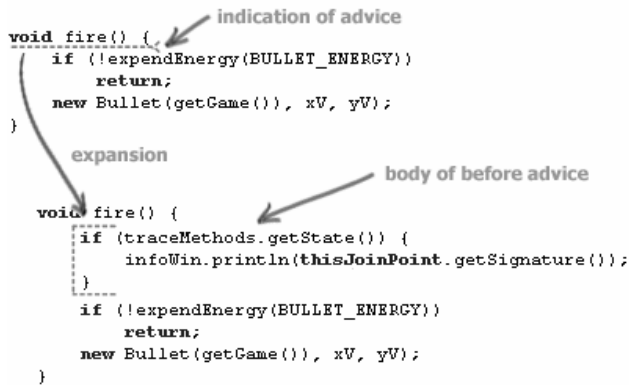 indication of advice
void fire() {
if (!expendEnergy(BULLET_ENERGY))
return;
new Bullet(getGame()), xV, yV);
}
expansion
body of before advice
void fire() {
if (traceMethods.getState()) {
infoWin.println(thisJoinPoint.getSignature());
}
if (!expendEnergy(BULLET_ENERGY))
return;
new Bullet(getGame()), xV, yV);
}